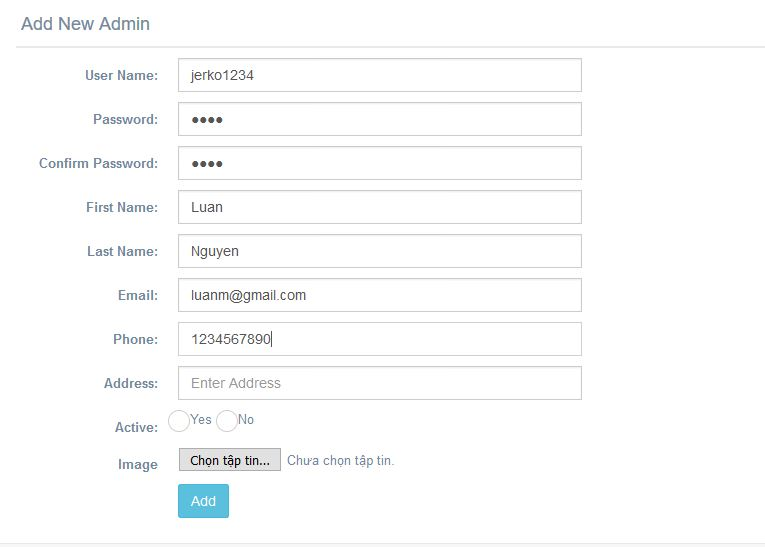 Add New Admin
User Name: jerko1234
Password: ●●●●
Confirm Password: ●●●●
First Name: Luan
Last Name: Nguyen
Email: luanm@gmail.com
Phone: 1234567890
Address: Enter Address
Active: Yes No
Image Chọn tập tin... Chưa chọn tập tin.
Add